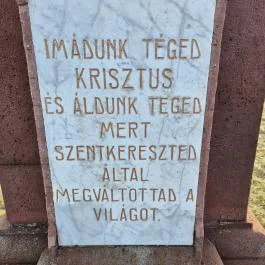 IMÁDUNK TÉGED
KRISZTUS
ÉS ÁLDUNK TÉGED
MERT
SZENTKERESZTED
ÁLTAL
MEGVÁLTOTTAD A
VILÁGOT.